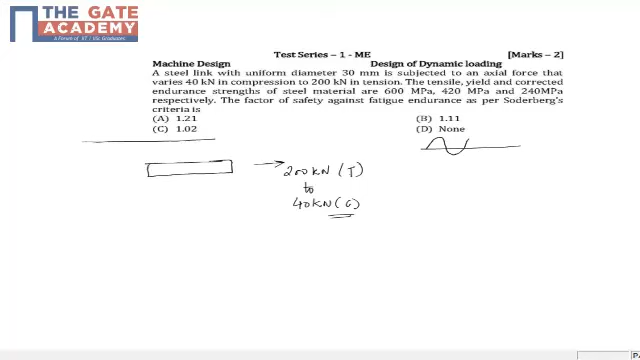 THE GATE
ACADEMY
A Forum of IIT / IISc Graduates
Test Series – 1 - ME [Marks – 2]
Machine Design Design of Dynamic loading
A steel link with uniform diameter 30 mm is subjected to an axial force that
varies 40 kN in compression to 200 kN in tension. The tensile, yield and corrected
endurance strengths of steel material are 600 MPa, 420 MPa and 240MPa
respectively. The factor of safety against fatigue endurance as per Soderberg's
criteria is
(A) 1.21 (B) 1.11
(C) 1.02 (D) None
200 KN (T)
to
40 KN (C)